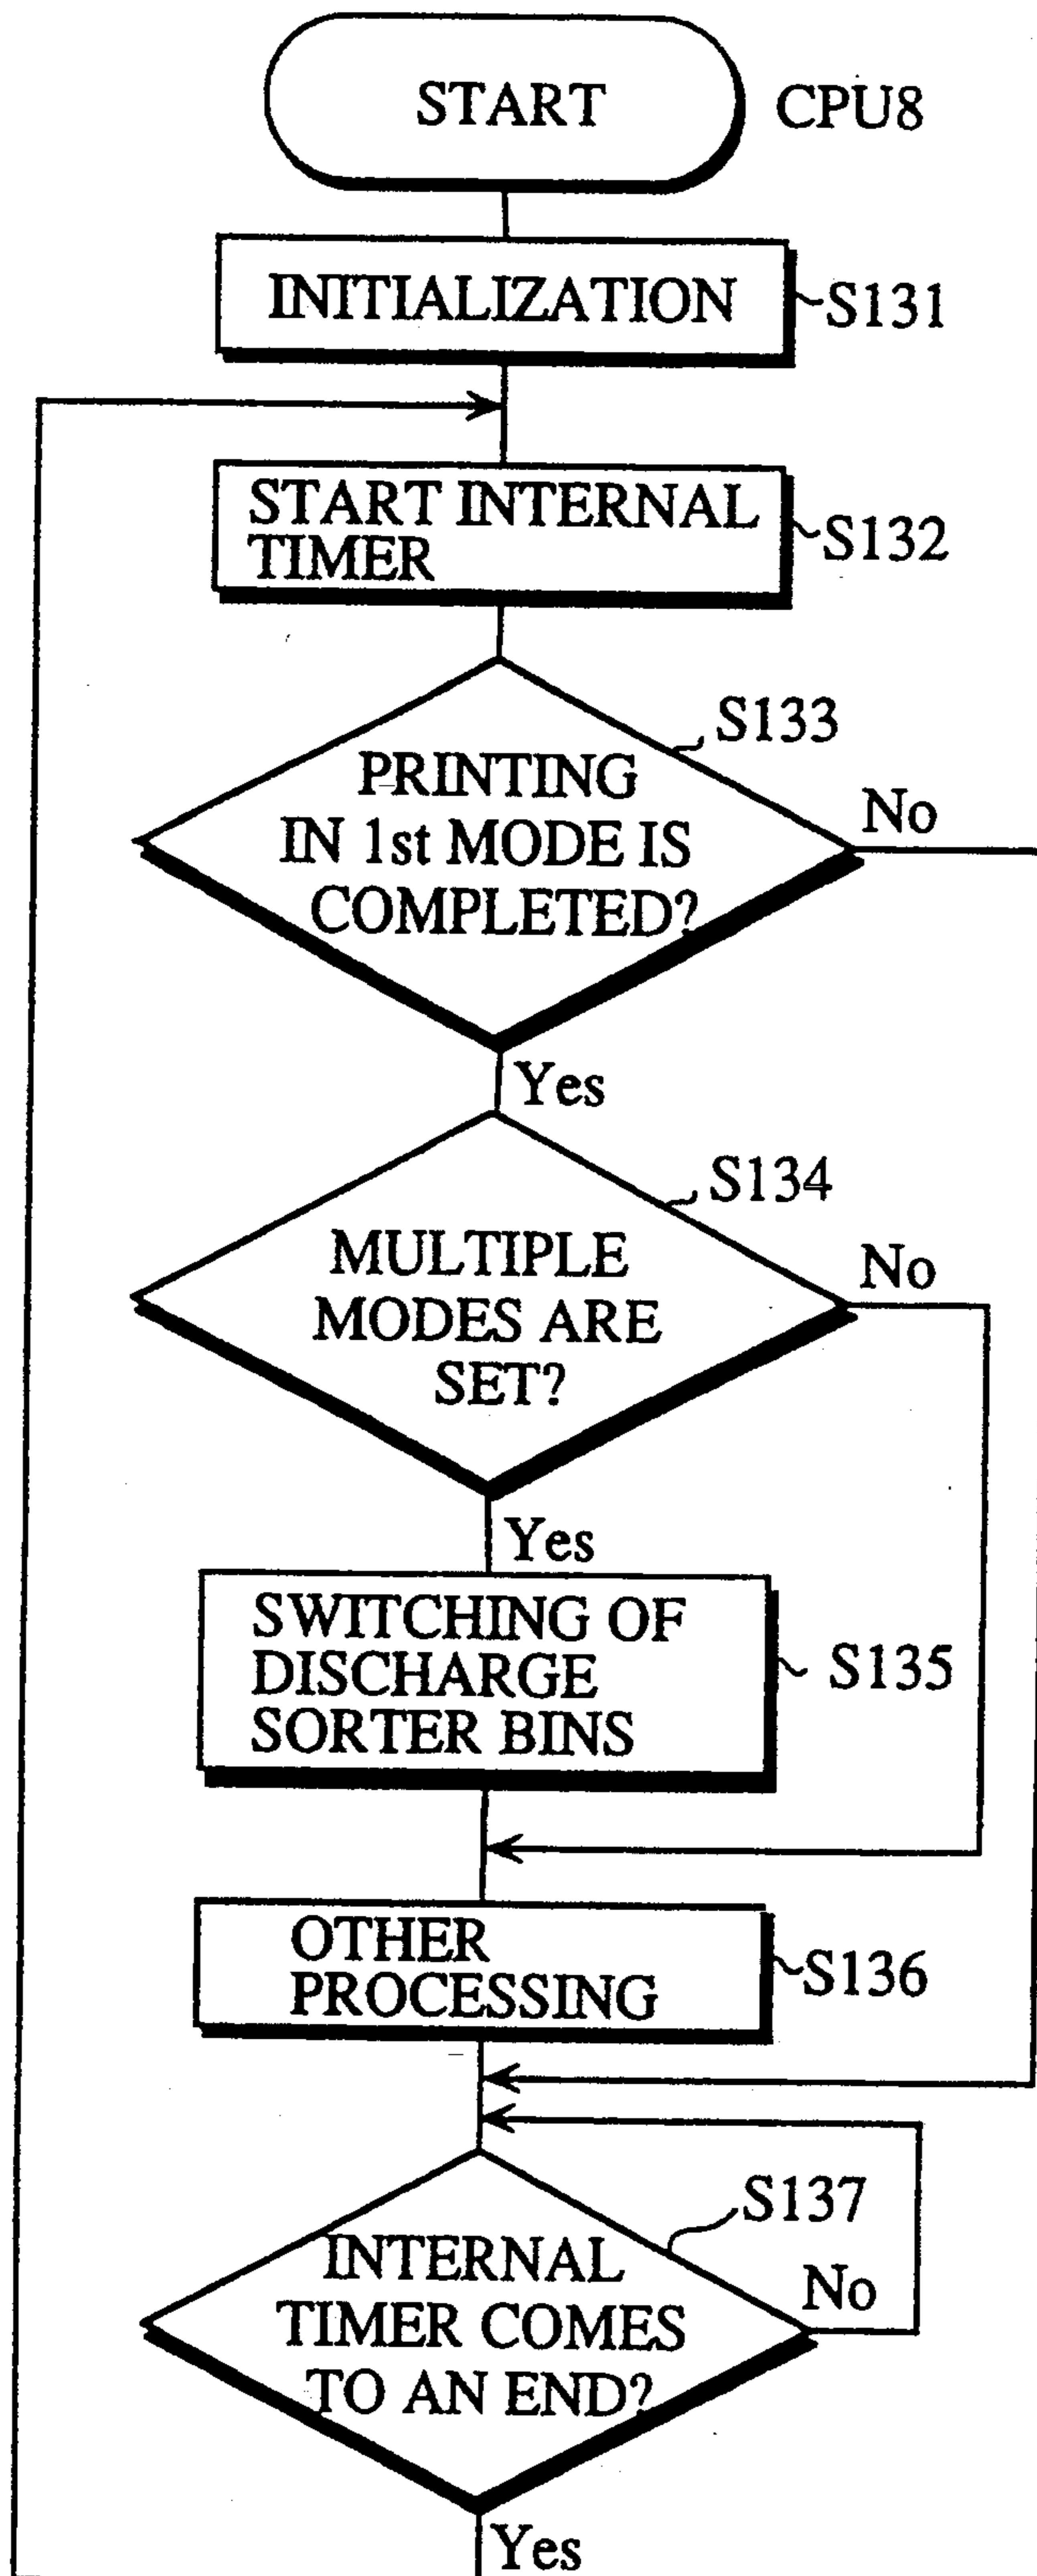 START
CPU8
INITIALIZATION
S131
START INTERNAL
TIMER
S132
S133
PRINTING
IN 1st MODE IS
COMPLETED?
No
Yes
S134
MULTIPLE
MODES ARE
SET?
No
Yes
SWITCHING OF
DISCHARGE
SORTER BINS
S135
OTHER
PROCESSING
S136
S137
INTERNAL
TIMER COMES
TO AN END?
No
Yes